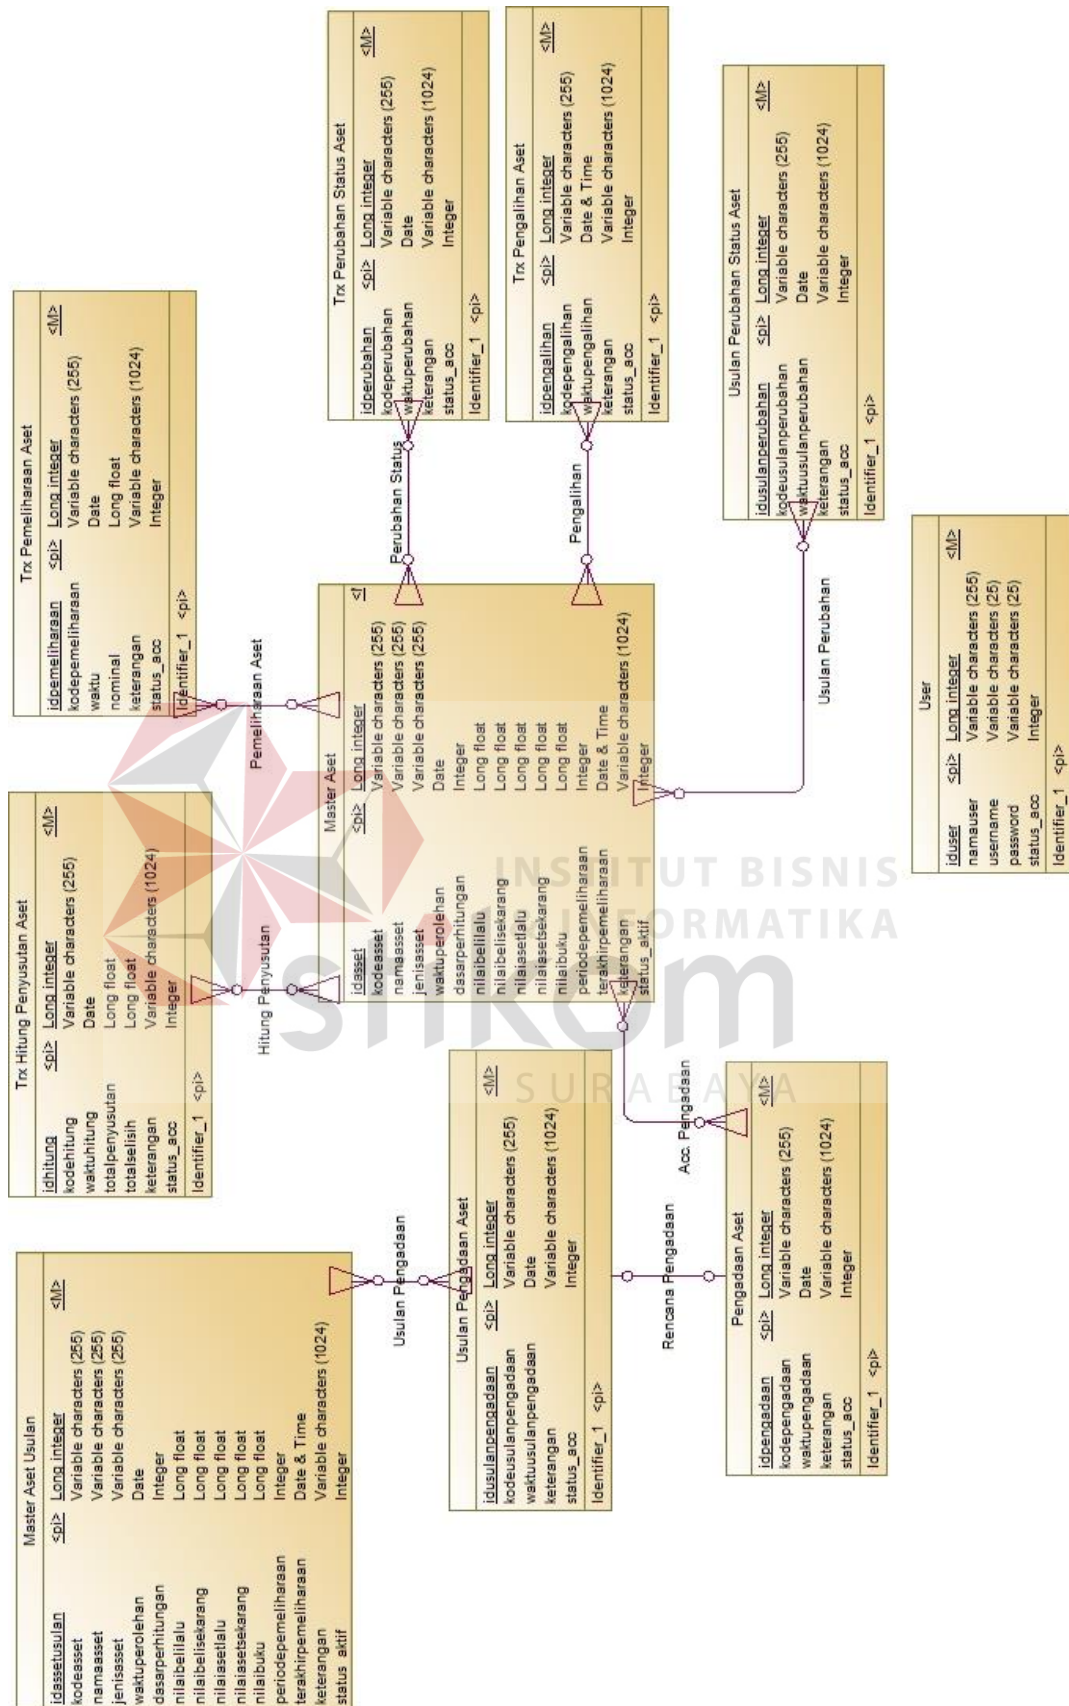 Master Aset Usulan
idassetusulan <pi> Long integer <M>
kodeasset Variable characters (255)
namaasset Variable characters (255)
jenisasset Variable characters (255)
waktuperolehan Date
dasarperhitungan Integer
nilaibelilalu Long float
nilaibelisekarang Long float
nilaiasetlalu Long float
nilaiasetsekarang Long float
nilaibuku Long float
periodepemeliharaan Integer
terakhirpemeliharaan Date & Time
keterangan Variable characters (1024)
status aktif Integer
Trx Hitung Penyusutan Aset
idhitung <pi> Long integer <M>
kodehitung Variable characters (255)
waktuhitung Date
totalpenyusutan Long float
totalselisih Long float
keterangan Variable characters (1024)
status_acc Integer
Identifier_1 <pi>
Trx Pemeliharaan Aset
idpemeliharaan <pi> Long integer <M>
kodepemeliharaan Variable characters (255)
waktu Date
nominal Long float
keterangan Variable characters (1024)
status_acc Integer
Identifier_1 <pi>
Usulan Pengadaan
Hitung Penyusutan
Pemeliharaan Aset
Usulan Pengadaan Aset
idusulanpengadaan <pi> Long integer <M>
kodeusulanpengadaan Variable characters (255)
waktuusulanpengadaan Date
keterangan Variable characters (1024)
status_acc Integer
Identifier_1 <pi>
Master Aset
idasset <pi> Long integer
kodeasset Variable characters (255)
namaasset Variable characters (255)
jenisasset Variable characters (255)
waktuperolehan Date
dasarperhitungan Integer
nilaibelilalu Long float
nilaibelisekarang Long float
nilaiasetlalu Long float
nilaiasetsekarang Long float
nilaibuku Long float
periodepemeliharaan Integer
terakhirpemeliharaan Date & Time
keterangan Variable characters (1024)
status_aktif Integer
Perubahan Status
Trx Perubahan Status Aset
idperubahan <pi> Long integer <M>
kodeperubahan Variable characters (255)
waktuperubahan Date
keterangan Variable characters (1024)
status_acc Integer
Identifier_1 <pi>
Pengalihan
Trx Pengalihan Aset
idpengalihan <pi> Long integer <M>
kodepengalihan Variable characters (255)
waktupengalihan Date & Time
keterangan Variable characters (1024)
status_acc Integer
Identifier_1 <pi>
Rencana Pengadaan
Acc. Pengadaan
Pengadaan Aset
idpengadaan <pi> Long integer <M>
kodepengadaan Variable characters (255)
waktupengadaan Date
keterangan Variable characters (1024)
status_acc Integer
Identifier_1 <pi>
Usulan Perubahan
Usulan Perubahan Status Aset
idusulanperubahan <pi> Long integer <M>
kodeusulanperubahan Variable characters (255)
waktuusulanperubahan Date
keterangan Variable characters (1024)
status_acc Integer
Identifier_1 <pi>
User
iduser <pi> Long integer <M>
namauser Variable characters (255)
username Variable characters (25)
password Variable characters (25)
status_acc Integer
Identifier_1 <pi>
INSTITUT BISNIS
& INFORMATIKA
stikom
SURABAYA